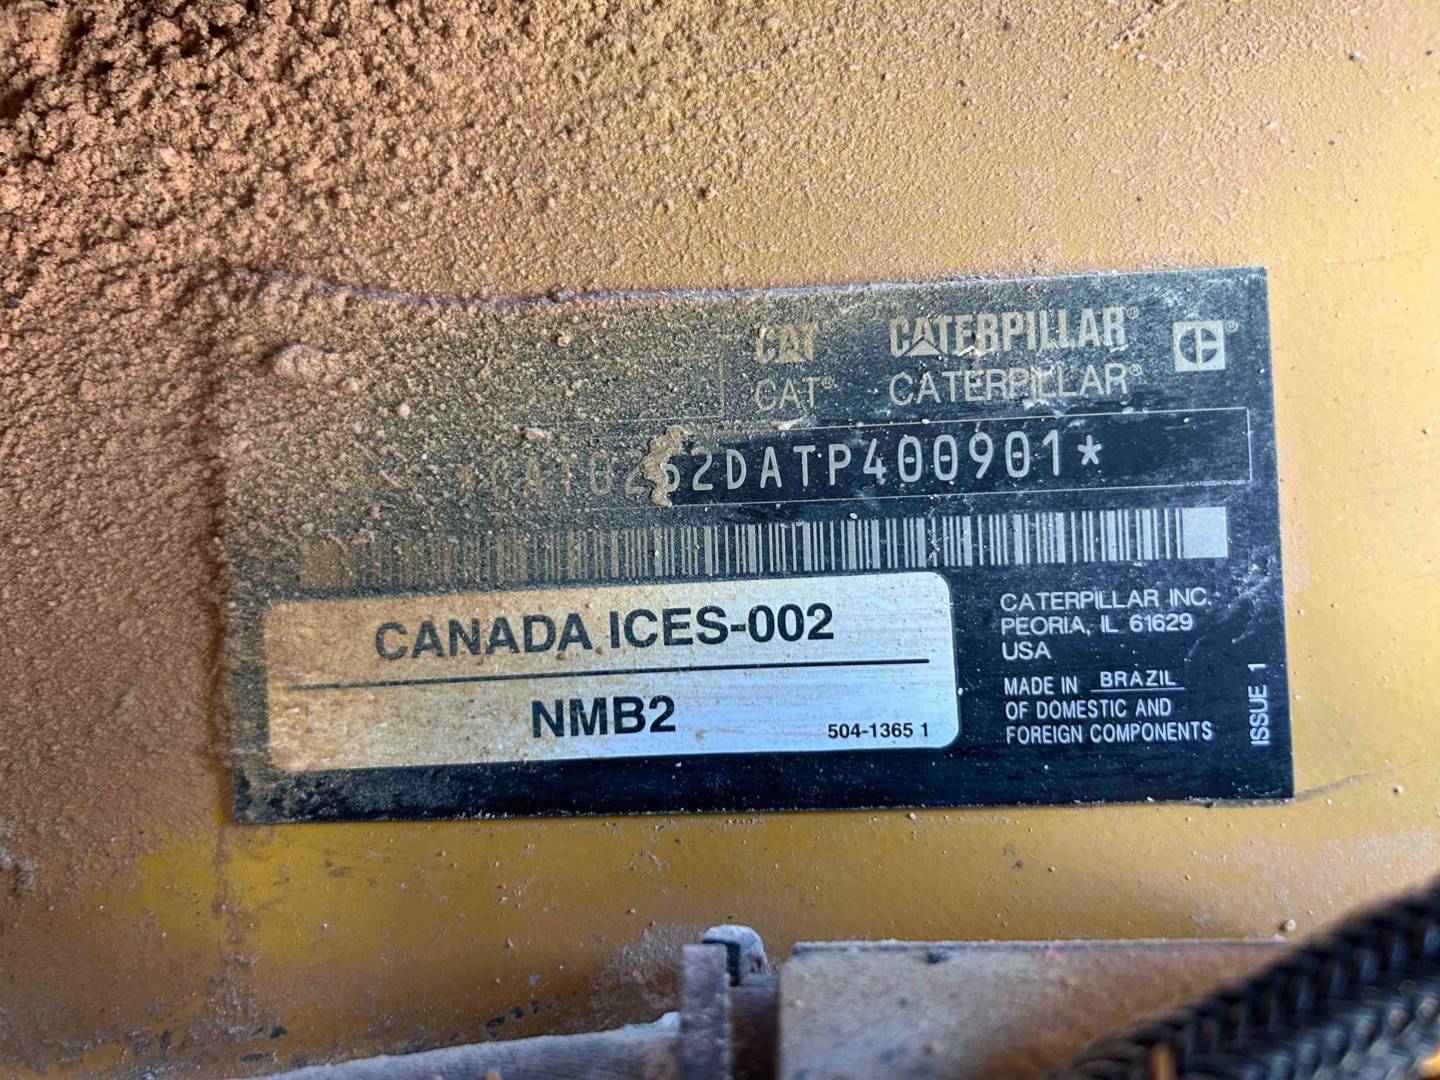 CAT CATERPILLAR®
CAT® CATERPILLAR®
*CAT0262DATP400901*
CANADA ICES-002
NMB2
504-1365 1
CATERPILLAR INC.
PEORIA, IL 61629
USA
MADE IN BRAZIL
OF DOMESTIC AND
FOREIGN COMPONENTS
ISSUE 1